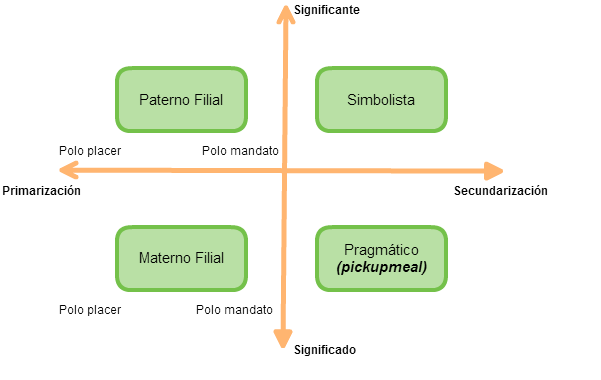 Significante
Paterno Filial
Simbolista
Polo placer
Polo mandato
Primarización
Secundarización
Materno Filial
Pragmático
(pickupmeal)
Polo placer
Polo mandato
Significado